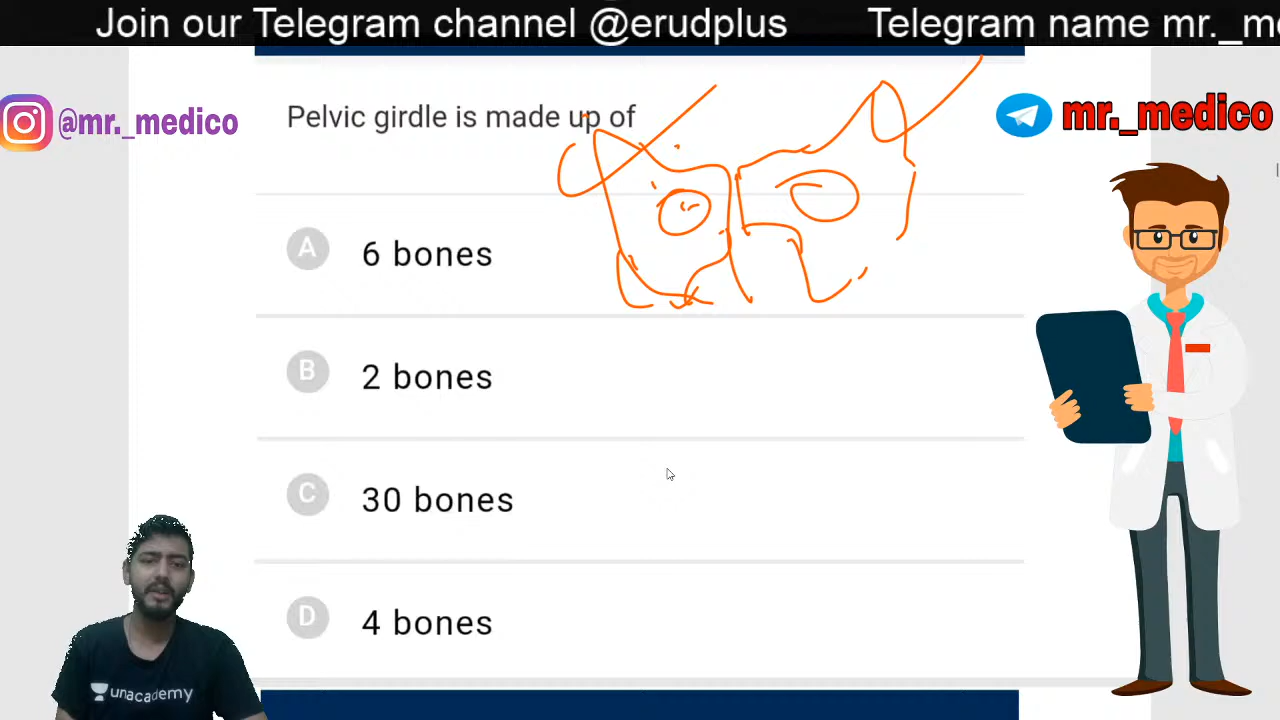 Join our Telegram channel @erudplus Telegram name mr._me
@mr._medico
mr._medico
Pelvic girdle is made up of
A 6 bones
B 2 bones
C 30 bones
D 4 bones
unacademy